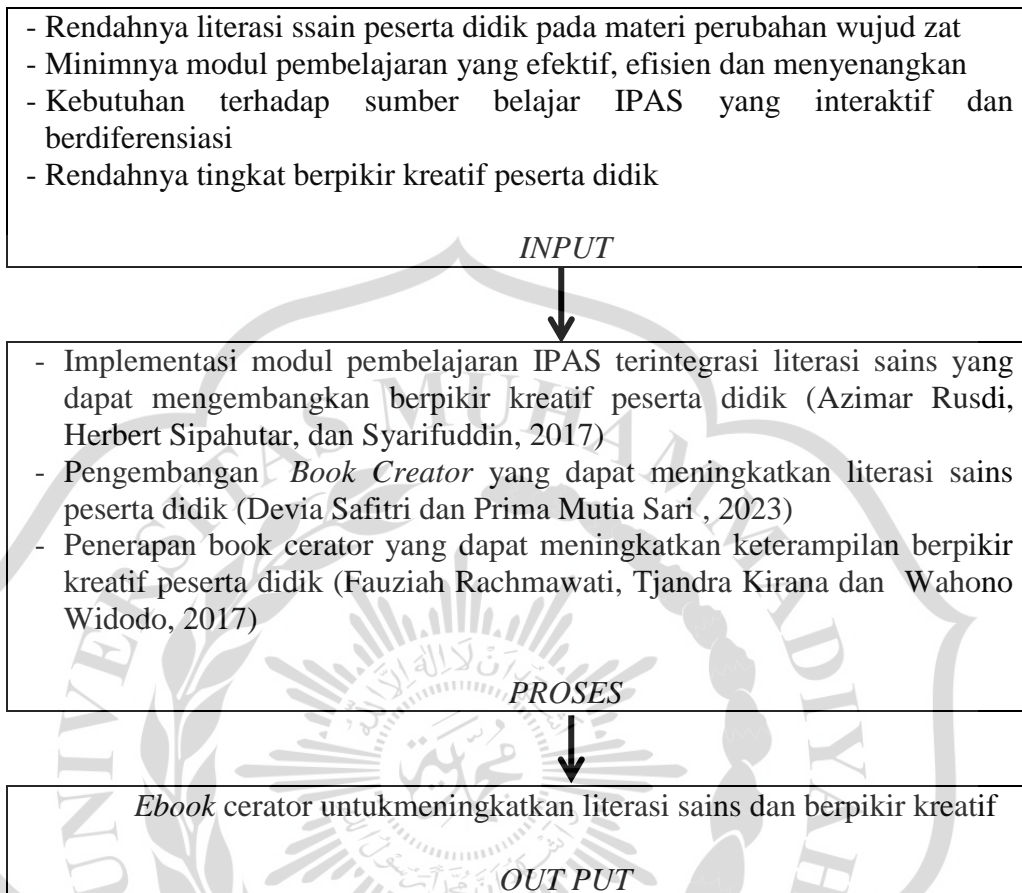 - Rendahnya literasi ssain peserta didik pada materi perubahan wujud zat
- Minimnya modul pembelajaran yang efektif, efisien dan menyenangkan
- Kebutuhan terhadap sumber belajar IPAS yang interaktif dan
berdiferensiasi
- Rendahnya tingkat berpikir kreatif peserta didik
INPUT
- Implementasi modul pembelajaran IPAS terintegrasi literasi sains yang
dapat mengembangkan berpikir kreatif peserta didik (Azimar Rusdi,
Herbert Sipahutar, dan Syarifuddin, 2017)
- Pengembangan Book Creator yang dapat meningkatkan literasi sains
peserta didik (Devia Safitri dan Prima Mutia Sari , 2023)
- Penerapan book cerator yang dapat meningkatkan keterampilan berpikir
kreatif peserta didik (Fauziah Rachmawati, Tjandra Kirana dan Wahono
Widodo, 2017)
PROSES
Ebook cerator untukmeningkatkan literasi sains dan berpikir kreatif
OUT PUT
UNIVERSITAS MUHAMMADIYAH